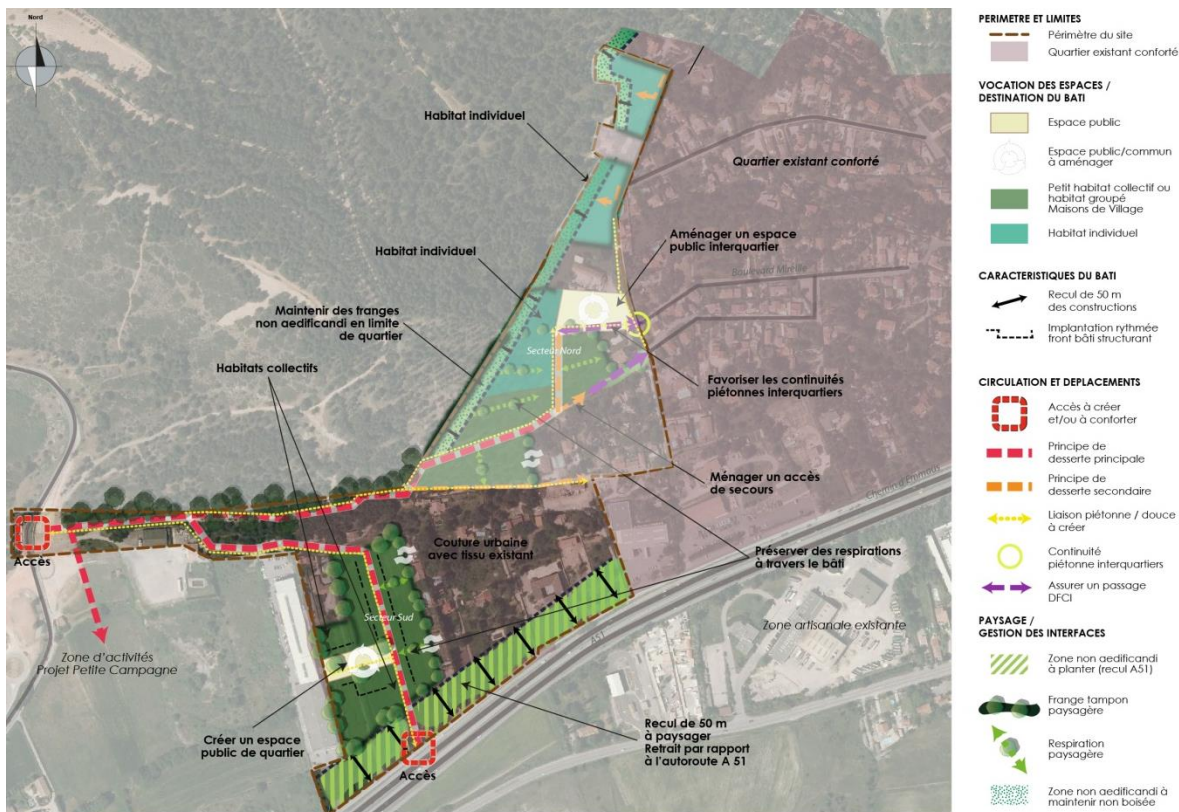 Nord
Habitat individuel
Quartier existant conforté
Aménager un espace
public interquartier
Habitat individuel
Boulevard Mireille
Maintenir des franges
non aedificandi en limite
de quartier
Secteur Nord
Habitats collectifs
Favoriser les continuités
piétonnes interquartiers
Ménager un accès
de secours
Chemin d'Emmaus
Accès
Couture urbaine
avec tissu existant
Préserver des respirations
à travers le bâti
Secteur Sud
A51
Zone artisanale existante
Zone d'activités
Projet Petite Campagne
Créer un espace
public de quartier
Recul de 50 m
à paysager
Retrait par rapport
à l'autoroute A 51
Accès
PERIMETRE ET LIMITES
Périmètre du site
Quartier existant conforté
VOCATION DES ESPACES /
DESTINATION DU BATI
Espace public
Espace public/commun
à aménager
Petit habitat collectif ou
habitat groupé
Maisons de Village
Habitat individuel
CARACTERISTIQUES DU BATI
Recul de 50 m
des constructions
Implantation rythmée
front bâti structurant
CIRCULATION ET DEPLACEMENTS
Accès à créer
et/ou à conforter
Principe de
desserte principale
Principe de
desserte secondaire
Liaison piétonne / douce
à créer
Continuité
piétonne interquartiers
Assurer un passage
DFCI
PAYSAGE /
GESTION DES INTERFACES
Zone non aedificandi
à planter (recul A51)
Frange tampon
paysagère
Respiration
paysagère
Zone non aedificandi à
maintenir non boisée